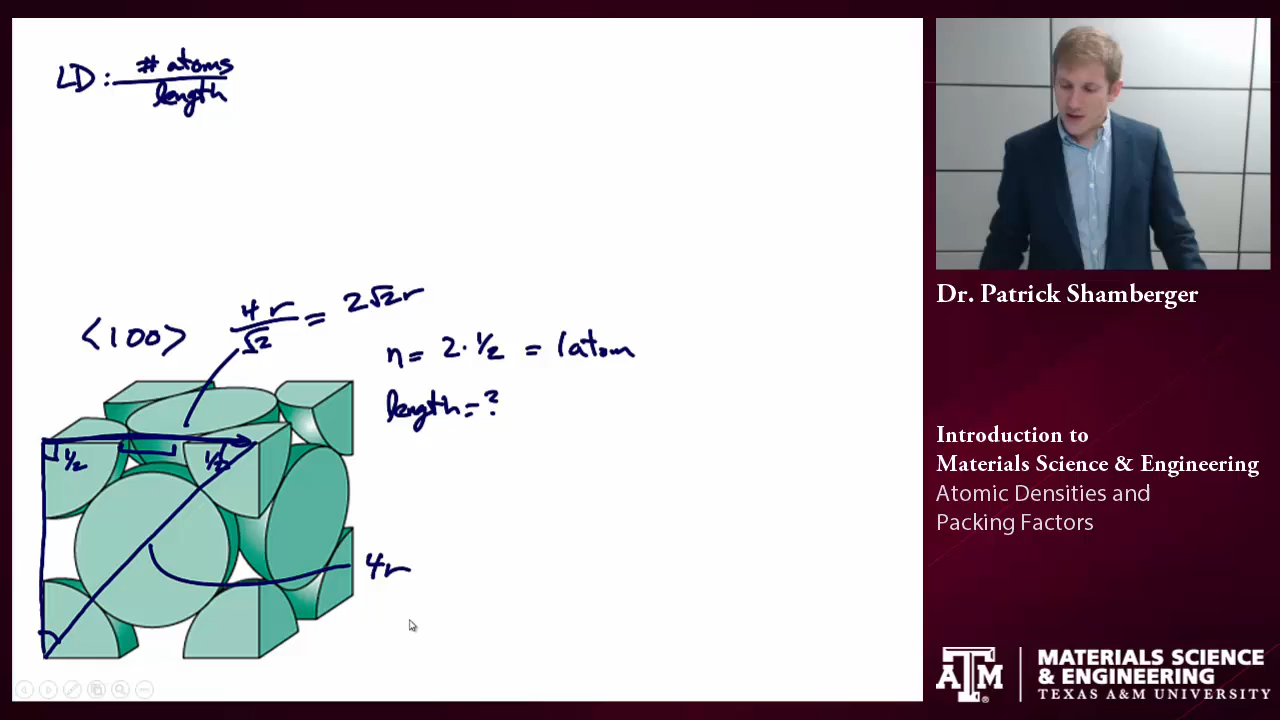 LD: # atoms
length
<100>
4r
√2
= 2√2r
n = 2·1/2 = 1 atom
length = ?
1/2
1/2
4r
Dr. Patrick Shamberger
Introduction to
Materials Science & Engineering
Atomic Densities and
Packing Factors
ATM
MATERIALS SCIENCE
& ENGINEERING
TEXAS A&M UNIVERSITY